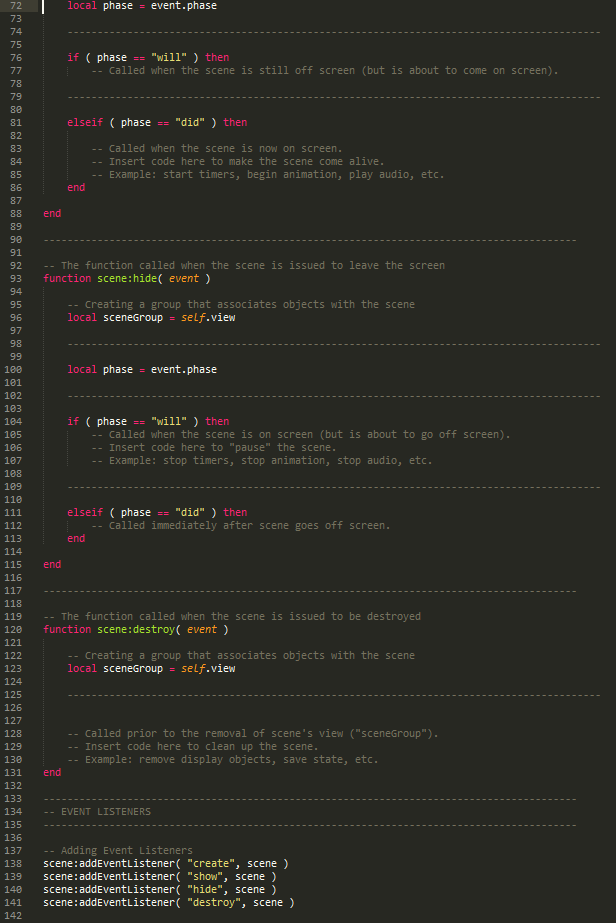 72 local phase = event.phase
73
74 -----------------------------------------------------------------------------------------
75
76 if ( phase == "will" ) then
77 -- Called when the scene is still off screen (but is about to come on screen).
78
79 -----------------------------------------------------------------------------------------
80
81 elseif ( phase == "did" ) then
82
83 -- Called when the scene is now on screen.
84 -- Insert code here to make the scene come alive.
85 -- Example: start timers, begin animation, play audio, etc.
86 end
87
88 end
89
90 -----------------------------------------------------------------------------------------
91
92 -- The function called when the scene is issued to leave the screen
93 function scene:hide( event )
94
95 -- Creating a group that associates objects with the scene
96 local sceneGroup = self.view
97
98 -----------------------------------------------------------------------------------------
99
100 local phase = event.phase
101
102 -----------------------------------------------------------------------------------------
103
104 if ( phase == "will" ) then
105 -- Called when the scene is on screen (but is about to go off screen).
106 -- Insert code here to "pause" the scene.
107 -- Example: stop timers, stop animation, stop audio, etc.
108
109 -----------------------------------------------------------------------------------------
110
111 elseif ( phase == "did" ) then
112 -- Called immediately after scene goes off screen.
113 end
114
115 end
116
117 -----------------------------------------------------------------------------------------
118
119 -- The function called when the scene is issued to be destroyed
120 function scene:destroy( event )
121
122 -- Creating a group that associates objects with the scene
123 local sceneGroup = self.view
124
125 -----------------------------------------------------------------------------------------
126
127
128 -- Called prior to the removal of scene's view ("sceneGroup").
129 -- Insert code here to clean up the scene.
130 -- Example: remove display objects, save state, etc.
131 end
132
133 -----------------------------------------------------------------------------------------
134 -- EVENT LISTENERS
135 -----------------------------------------------------------------------------------------
136
137 -- Adding Event Listeners
138 scene:addEventListener( "create", scene )
139 scene:addEventListener( "show", scene )
140 scene:addEventListener( "hide", scene )
141 scene:addEventListener( "destroy", scene )
142